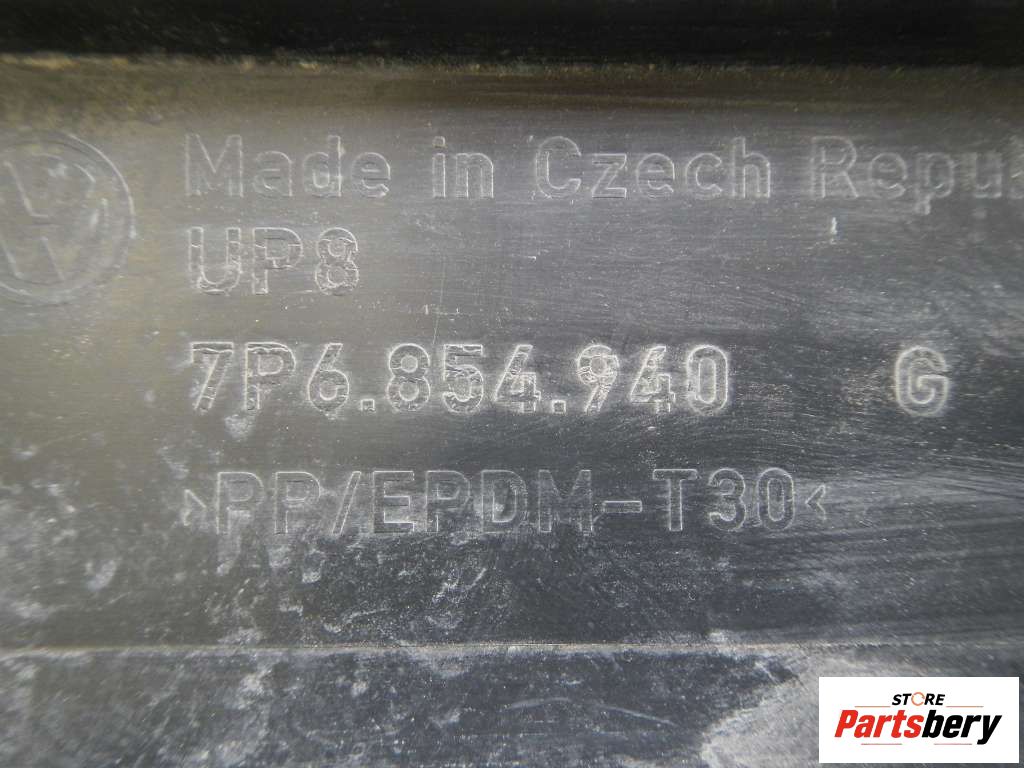 Made in Czech Repu
UP8
7P6.854.940 G
>PP/EPDM-T30<
STORE
Partsbery